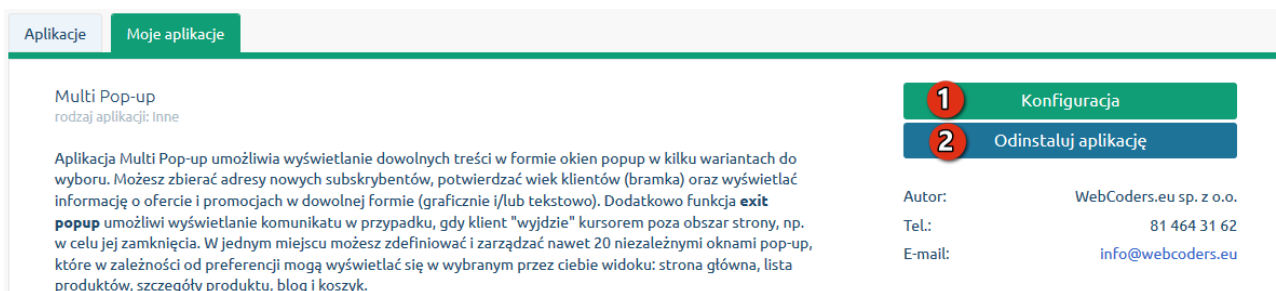 Aplikacje
Moje aplikacje
Multi Pop-up
rodzaj aplikacji: Inne
Aplikacja Multi Pop-up umożliwia wyświetlanie dowolnych treści w formie okien popup w kilku wariantach do
wyboru. Możesz zbierać adresy nowych subskrybentów, potwierdzać wiek klientów (bramka) oraz wyświetlać
informację o ofercie i promocjach w dowolnej formie (graficznie i/lub tekstowo). Dodatkowo funkcja exit
popup umożliwi wyświetlanie komunikatu w przypadku, gdy klient "wyjdzie" kursorem poza obszar strony, np.
w celu jej zamknięcia. W jednym miejscu możesz zdefiniować i zarządzać nawet 20 niezależnymi oknami pop-up,
które w zależności od preferencji mogą wyświetlać się w wybranym przez ciebie widoku: strona główna, lista
produktów, szczegóły produktu, blog i koszyk.
1 Konfiguracja
2 Odinstaluj aplikację
Autor: WebCoders.eu sp. z o.o.
Tel.: 81 464 31 62
E-mail: info@webcoders.eu